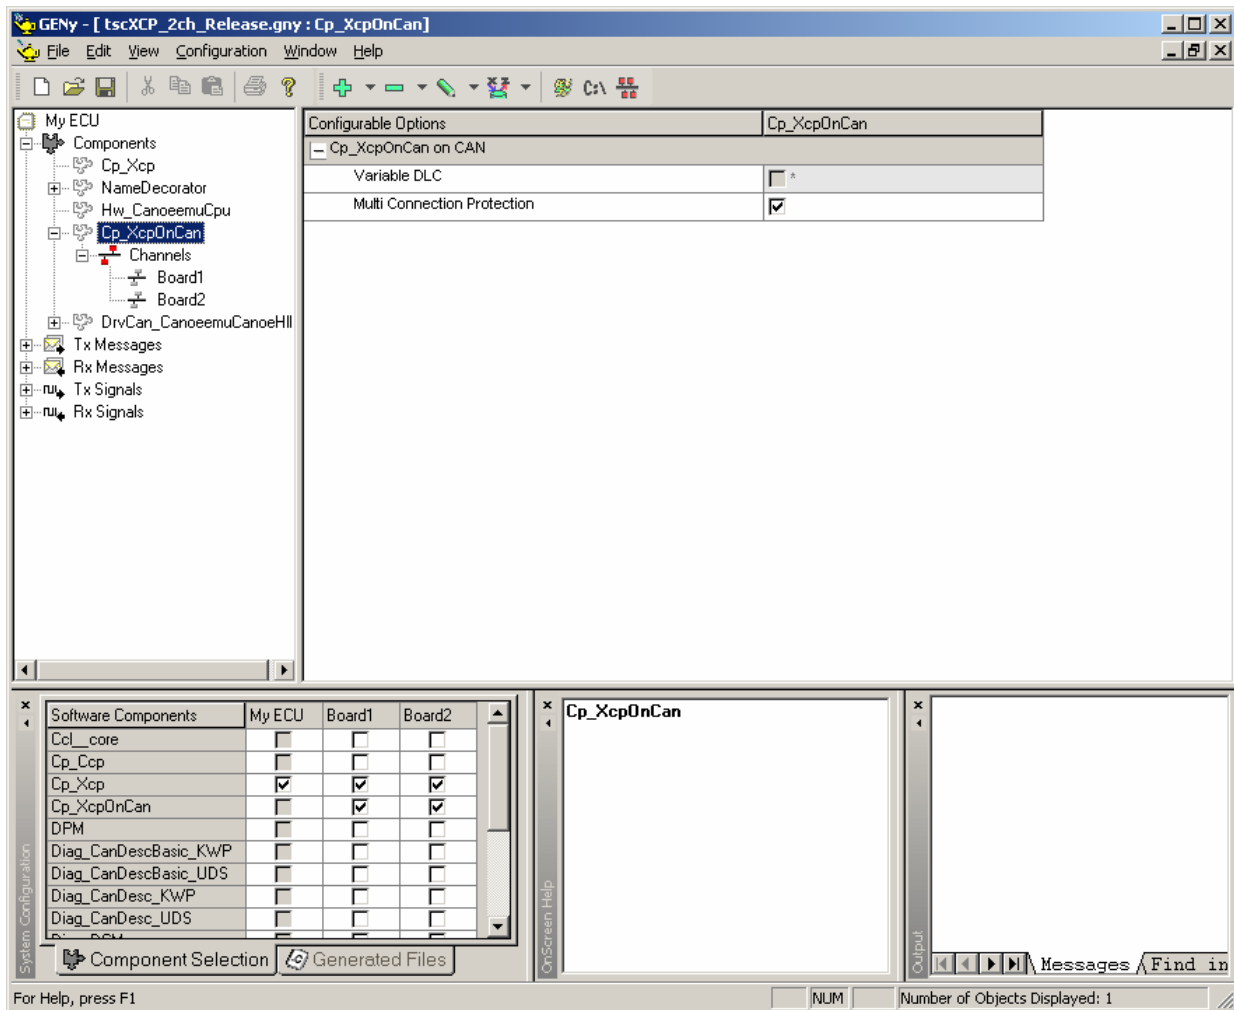 GENy - [ tscXCP_2ch_Release.gny : Cp_XcpOnCan]
File Edit View Configuration Window Help
C:\
My ECU
Components
Cp_Xcp
NameDecorator
Hw_CanoeemuCpu
Cp_XcpOnCan
Channels
Board1
Board2
DrvCan_CanoeemuCanoeHll
Tx Messages
Rx Messages
Tx Signals
Rx Signals
Configurable Options Cp_XcpOnCan
Cp_XcpOnCan on CAN
Variable DLC *
Multi Connection Protection
System Configuration
Software Components My ECU Board1 Board2
Ccl__core
Cp_Ccp
Cp_Xcp
Cp_XcpOnCan
DPM
Diag_CanDescBasic_KWP
Diag_CanDescBasic_UDS
Diag_CanDesc_KWP
Diag_CanDesc_UDS
Component Selection Generated Files
OnScreen Help
Cp_XcpOnCan
Output
Messages Find in
For Help, press F1 NUM Number of Objects Displayed: 1